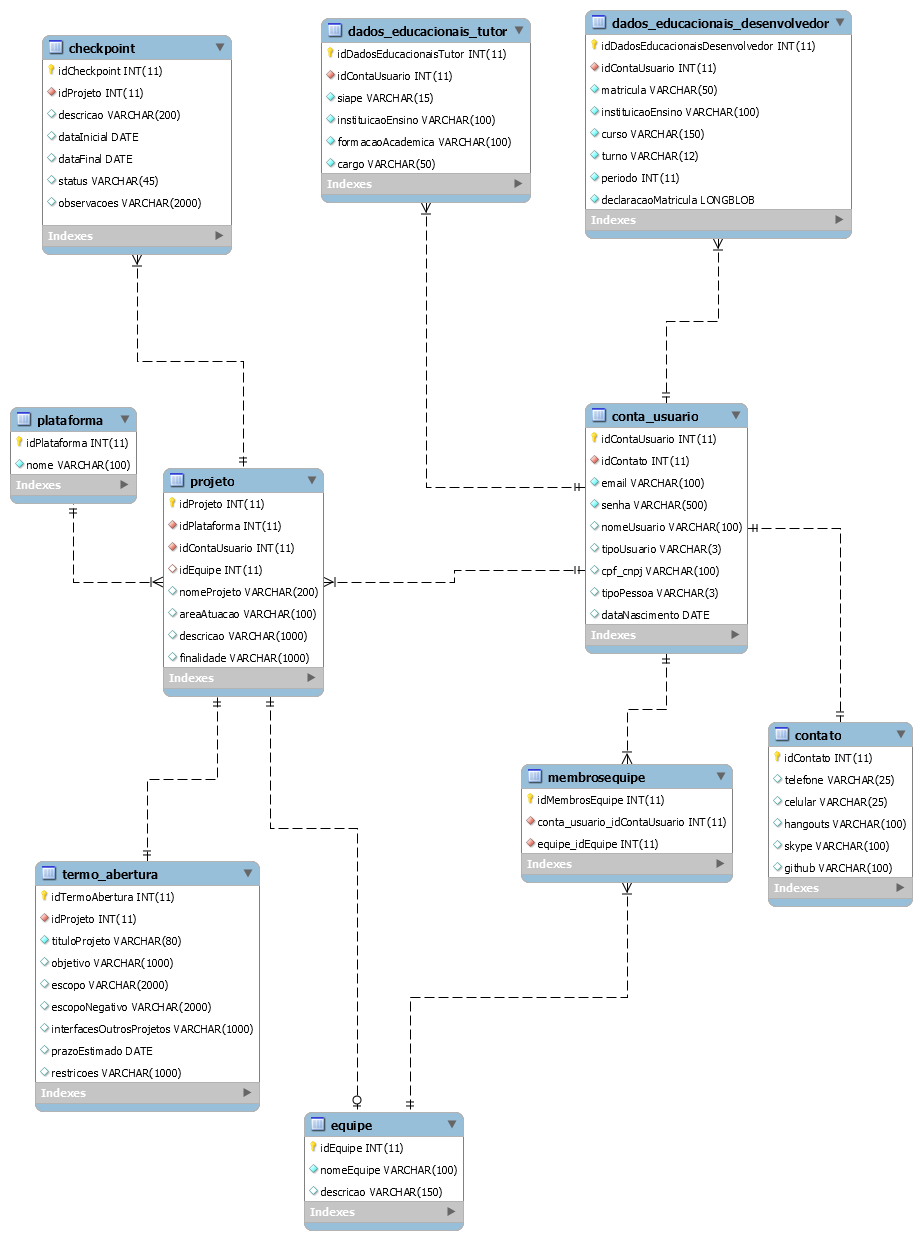 checkpoint
idCheckpoint INT(11)
idProjeto INT(11)
descricao VARCHAR(200)
dataInicial DATE
dataFinal DATE
status VARCHAR(45)
observacoes VARCHAR(2000)
Indexes
dados_educacionais_tutor
idDadosEducacionaisTutor INT(11)
idContaUsuario INT(11)
siape VARCHAR(15)
instituicaoEnsino VARCHAR(100)
formacaoAcademica VARCHAR(100)
cargo VARCHAR(50)
Indexes
dados_educacionais_desenvolvedor
idDadosEducacionaisDesenvolvedor INT(11)
idContaUsuario INT(11)
matricula VARCHAR(50)
instituicaoEnsino VARCHAR(100)
curso VARCHAR(150)
turno VARCHAR(12)
periodo INT(11)
declaracaoMatricula LONGBLOB
Indexes
plataforma
idPlataforma INT(11)
nome VARCHAR(100)
Indexes
projeto
idProjeto INT(11)
idPlataforma INT(11)
idContaUsuario INT(11)
idEquipe INT(11)
nomeProjeto VARCHAR(200)
areaAtuacao VARCHAR(100)
descricao VARCHAR(1000)
finalidade VARCHAR(1000)
Indexes
conta_usuario
idContaUsuario INT(11)
idContato INT(11)
email VARCHAR(100)
senha VARCHAR(500)
nomeUsuario VARCHAR(100)
tipoUsuario VARCHAR(3)
cpf_cnpj VARCHAR(100)
tipoPessoa VARCHAR(3)
dataNascimento DATE
Indexes
contato
idContato INT(11)
telefone VARCHAR(25)
celular VARCHAR(25)
hangouts VARCHAR(100)
skype VARCHAR(100)
github VARCHAR(100)
Indexes
membrosequipe
idMembrosEquipe INT(11)
conta_usuario_idContaUsuario INT(11)
equipe_idEquipe INT(11)
Indexes
termo_abertura
idTermoAbertura INT(11)
idProjeto INT(11)
tituloProjeto VARCHAR(80)
objetivo VARCHAR(1000)
escopo VARCHAR(2000)
escopoNegativo VARCHAR(2000)
interfacesOutrosProjetos VARCHAR(1000)
prazoEstimado DATE
restricoes VARCHAR(1000)
Indexes
equipe
idEquipe INT(11)
nomeEquipe VARCHAR(100)
descricao VARCHAR(150)
Indexes